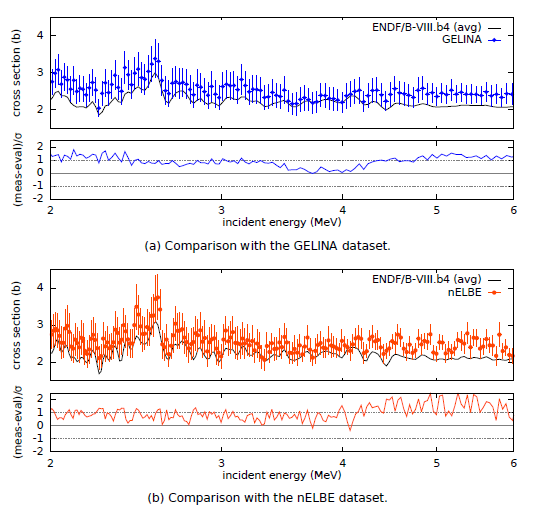 ENDF/B-VIII.b4 (avg)
GELINA
cross section (b)
4
3
2
(meas-eval)/σ
2
1
0
-1
-2
2 3 4 5 6
incident energy (MeV)
(a) Comparison with the GELINA dataset.
ENDF/B-VIII.b4 (avg)
nELBE
cross section (b)
4
3
2
(meas-eval)/σ
2
1
0
-1
-2
2 3 4 5 6
incident energy (MeV)
(b) Comparison with the nELBE dataset.